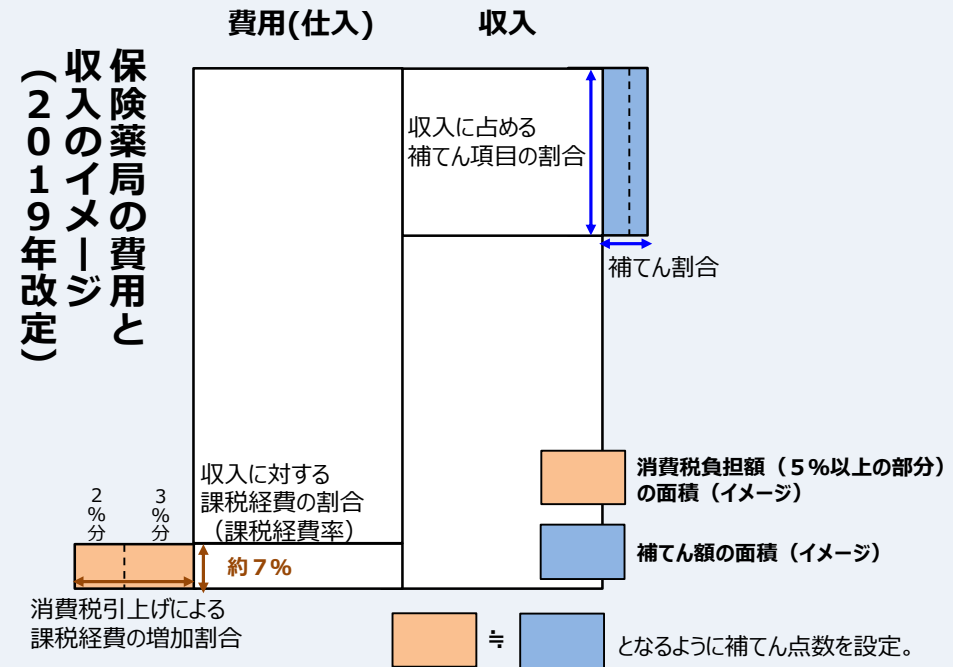 保険薬局の費用と
収入のイメージ
（２０１９年改定）
費用(仕入)
収入
収入に占める
補てん項目の割合
補てん割合
収入に対する
課税経費の割合
（課税経費率）
２％分
３％分
約７％
消費税引上げによる
課税経費の増加割合
消費税負担額（５％以上の部分）
の面積（イメージ）
補てん額の面積（イメージ）
≒
となるように補てん点数を設定。